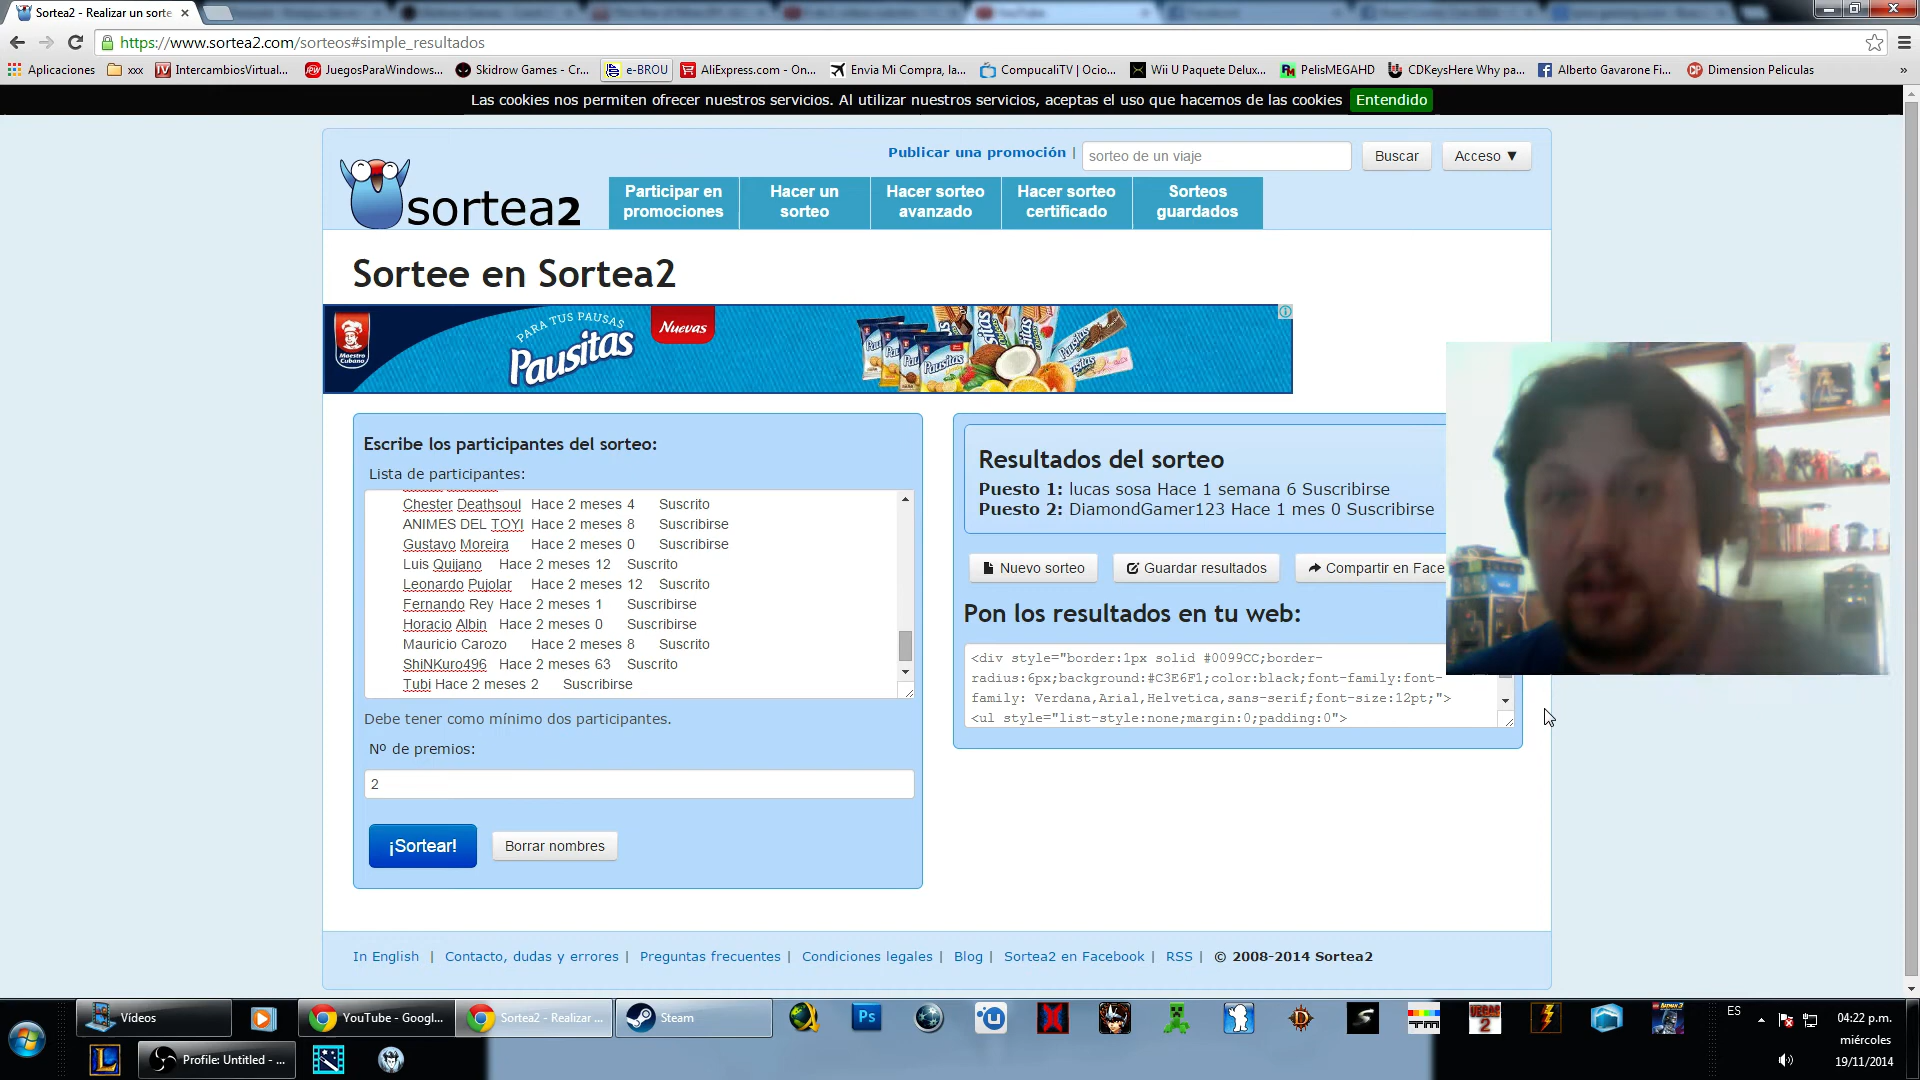 Sortea2 - Realizar un sorte
https://www.sortea2.com/sorteos#simple_resultados
Aplicaciones xxx IntercambiosVirtual... JuegosParaWindows... Skidrow Games - Cr... e-BROU AliExpress.com - On... Envia Mi Compra, la... CompucaliTV | Ocio... Wii U Paquete Delux... PelisMEGAHD CDKeysHere Why pa... Alberto Gavarone Fi... Dimension Peliculas »
Las cookies nos permiten ofrecer nuestros servicios. Al utilizar nuestros servicios, aceptas el uso que hacemos de las cookies Entendido
Publicar una promoción | sorteo de un viaje Buscar Acceso ▼
sortea2
Participar en promociones
Hacer un sorteo
Hacer sorteo avanzado
Hacer sorteo certificado
Sorteos guardados
Sortee en Sortea2
Maestro Cubano
PARA TUS PAUSAS
Pausitas
Nuevas
Escribe los participantes del sorteo:
Lista de participantes:
Chester Deathsoul Hace 2 meses 4 Suscrito
ANIMES DEL TOYI Hace 2 meses 8 Suscribirse
Gustavo Moreira Hace 2 meses 0 Suscribirse
Luis Quijano Hace 2 meses 12 Suscrito
Leonardo Pujolar Hace 2 meses 12 Suscrito
Fernando Rey Hace 2 meses 1 Suscribirse
Horacio Albin Hace 2 meses 0 Suscribirse
Mauricio Carozo Hace 2 meses 8 Suscrito
ShiNKuro496 Hace 2 meses 63 Suscrito
Tubi Hace 2 meses 2 Suscribirse
Debe tener como mínimo dos participantes.
Nº de premios:
2
¡Sortear! Borrar nombres
Resultados del sorteo
Puesto 1: lucas sosa Hace 1 semana 6 Suscribirse
Puesto 2: DiamondGamer123 Hace 1 mes 0 Suscribirse
Nuevo sorteo Guardar resultados Compartir en Face
Pon los resultados en tu web:
<div style="border:1px solid #0099CC;border-
radius:6px;background:#C3E6F1;color:black;font-family:font-
family: Verdana,Arial,Helvetica,sans-serif;font-size:12pt;">
<ul style="list-style:none;margin:0;padding:0">
In English | Contacto, dudas y errores | Preguntas frecuentes | Condiciones legales | Blog | Sortea2 en Facebook | RSS | © 2008-2014 Sortea2
Vídeos YouTube - Googl... Sortea2 - Realizar ... Steam Ps
ES 04:22 p.m.
miércoles
19/11/2014
Profile: Untitled - ...